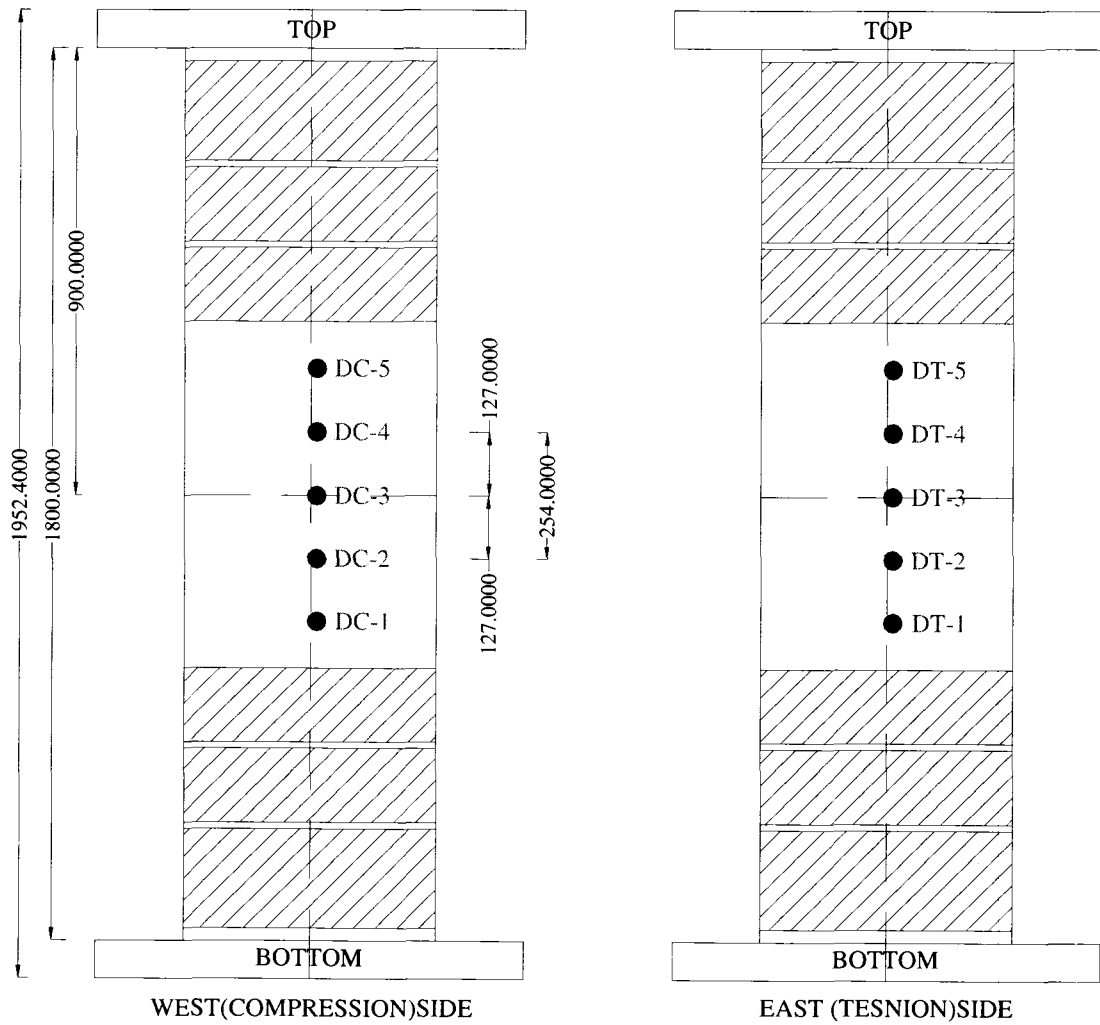 TOP
1952.4000
1800.0000
900.0000
DC-5
DC-4
DC-3
DC-2
DC-1
127.0000
127.0000
254.0000
BOTTOM
WEST(COMPRESSION)SIDE
TOP
DT-5
DT-4
DT-3
DT-2
DT-1
BOTTOM
EAST (TESNION)SIDE